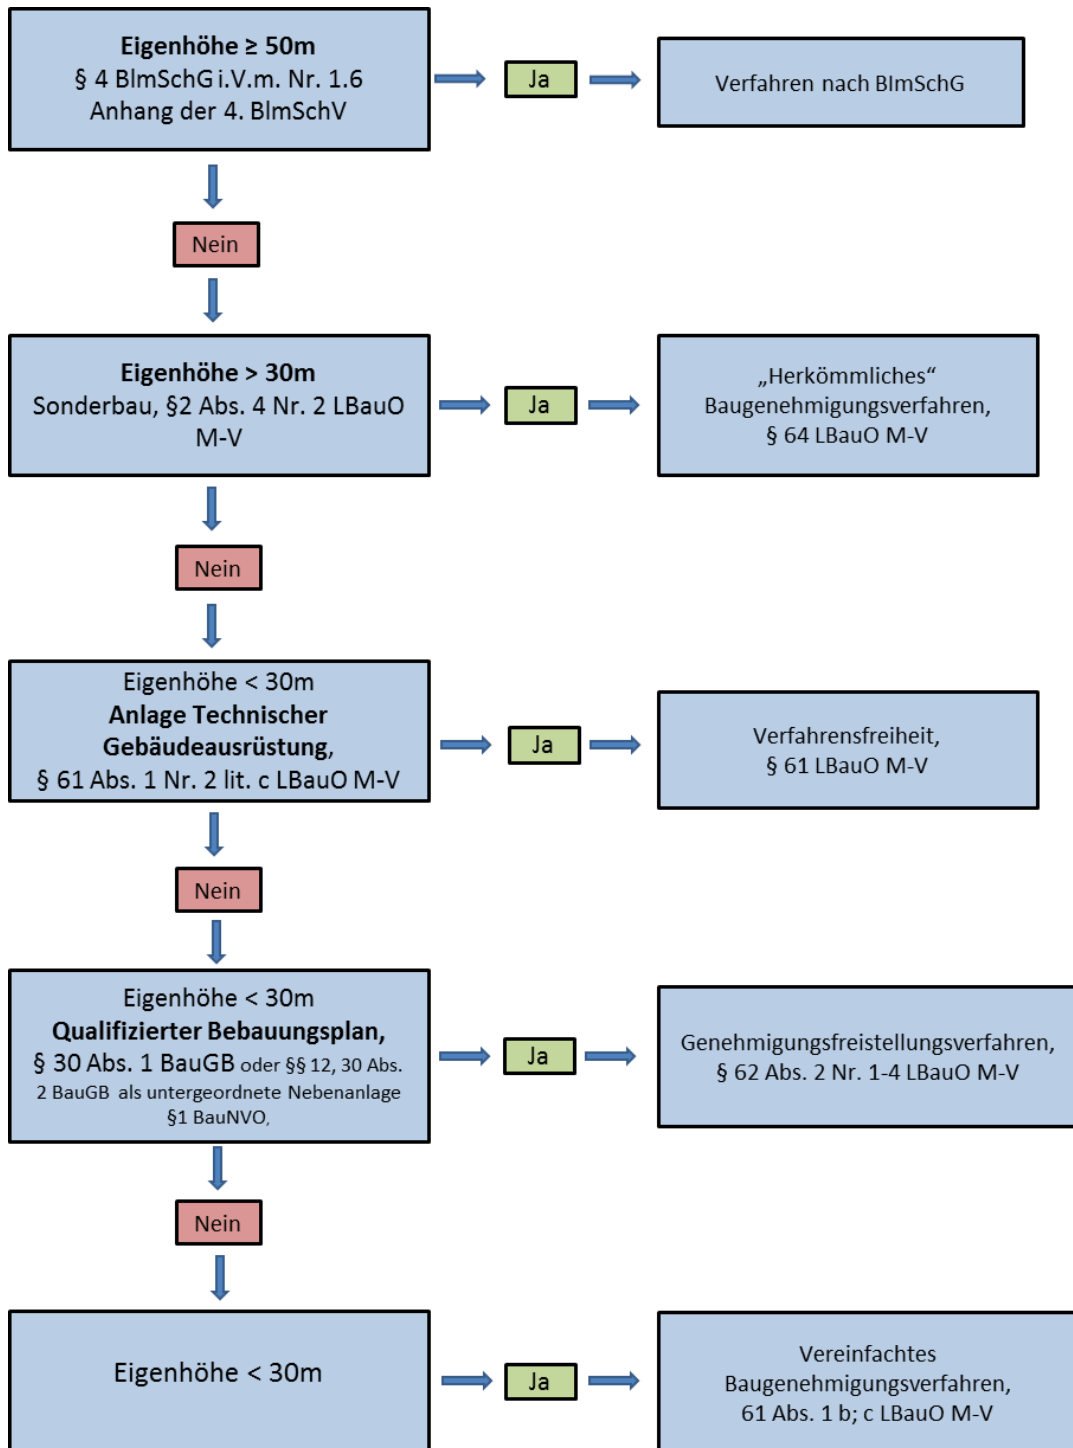 Eigenhöhe ≥ 50m
§ 4 BlmSchG i.V.m. Nr. 1.6
Anhang der 4. BlmSchV
Ja
Verfahren nach BImSchG
Nein
Eigenhöhe > 30m
Sonderbau, §2 Abs. 4 Nr. 2 LBauO
M-V
Ja
„Herkömmliches“
Baugenehmigungsverfahren,
§ 64 LBauO M-V
Nein
Eigenhöhe < 30m
Anlage Technischer
Gebäudeausrüstung,
§ 61 Abs. 1 Nr. 2 lit. c LBauO M-V
Ja
Verfahrensfreiheit,
§ 61 LBauO M-V
Nein
Eigenhöhe < 30m
Qualifizierter Bebauungsplan,
§ 30 Abs. 1 BauGB oder §§ 12, 30 Abs.
2 BauGB als untergeordnete Nebenanlage
§1 BauNVO,
Ja
Genehmigungsfreistellungsverfahren,
§ 62 Abs. 2 Nr. 1-4 LBauO M-V
Nein
Eigenhöhe < 30m
Ja
Vereinfachtes
Baugenehmigungsverfahren,
61 Abs. 1 b; c LBauO M-V